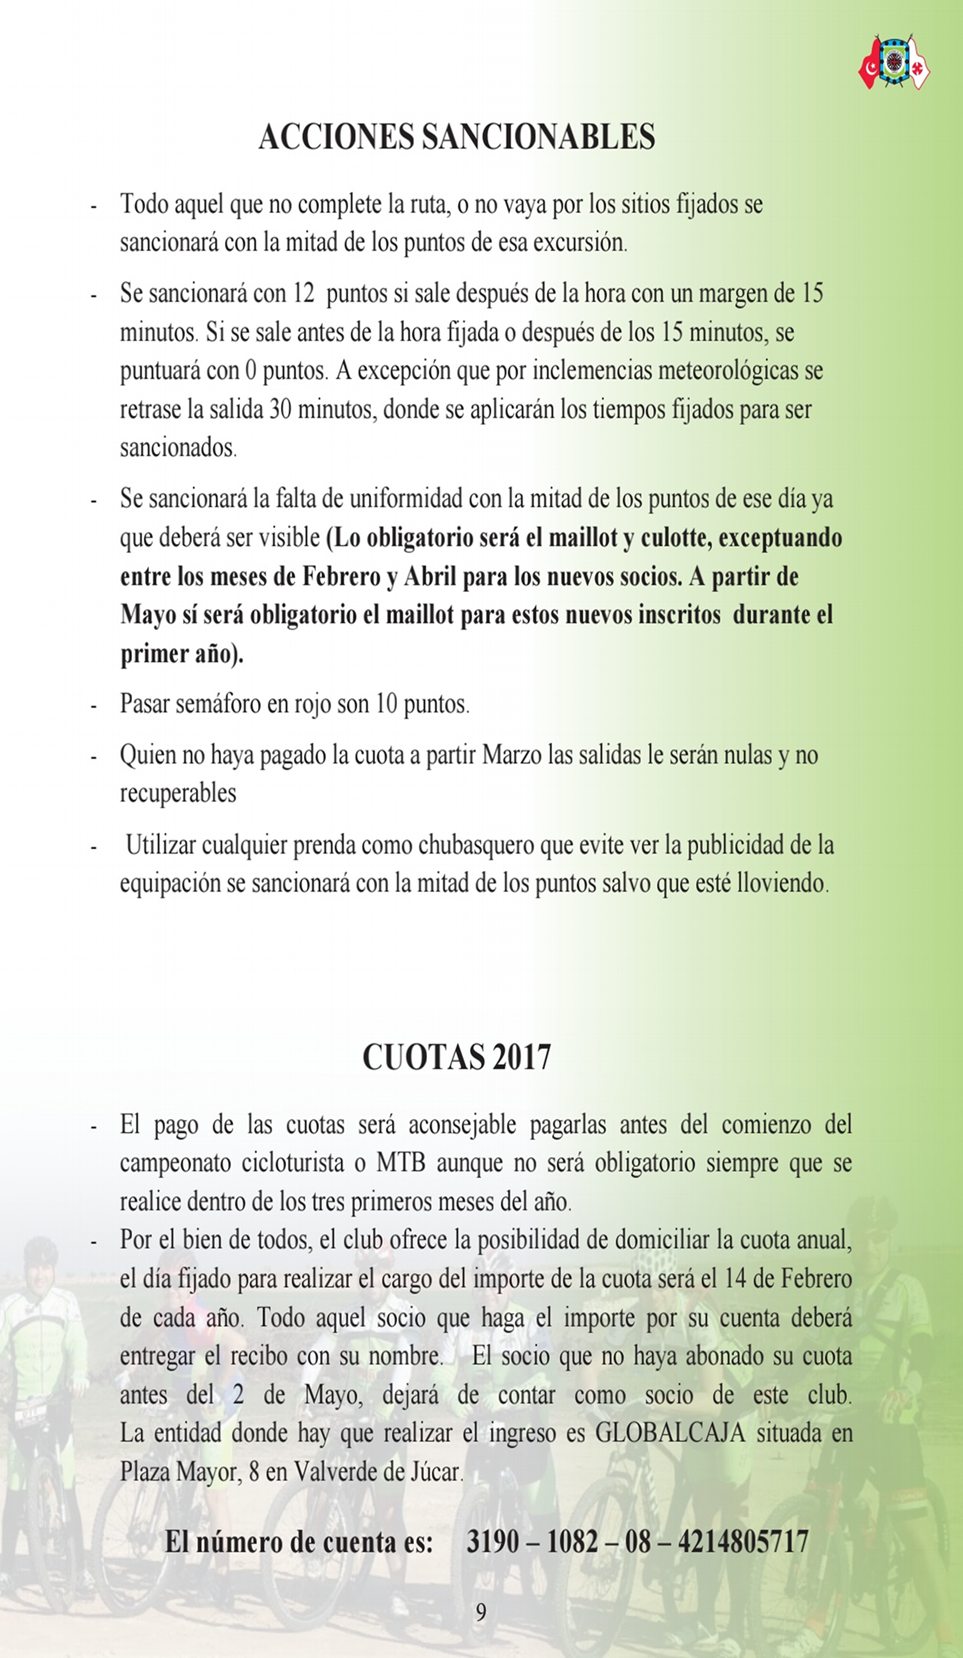 ACCIONES SANCIONABLES
- Todo aquel que no complete la ruta, o no vaya por los sitios fijados se
sancionará con la mitad de los puntos de esa excursión.
- Se sancionará con 12  puntos si sale después de la hora con un margen de 15
minutos. Si se sale antes de la hora fijada o después de los 15 minutos, se
puntuará con 0 puntos. A excepción que por inclemencias meteorológicas se
retrase la salida 30 minutos, donde se aplicarán los tiempos fijados para ser
sancionados.
- Se sancionará la falta de uniformidad con la mitad de los puntos de ese día ya
que deberá ser visible (Lo obligatorio será el maillot y culotte, exceptuando
entre los meses de Febrero y Abril para los nuevos socios. A partir de
Mayo sí será obligatorio el maillot para estos nuevos inscritos  durante el
primer año).
- Pasar semáforo en rojo son 10 puntos.
- Quien no haya pagado la cuota a partir Marzo las salidas le serán nulas y no
recuperables
- Utilizar cualquier prenda como chubasquero que evite ver la publicidad de la
equipación se sancionará con la mitad de los puntos salvo que esté lloviendo.
CUOTAS 2017
- El pago de las cuotas será aconsejable pagarlas antes del comienzo del
campeonato cicloturista o MTB aunque no será obligatorio siempre que se
realice dentro de los tres primeros meses del año.
- Por el bien de todos, el club ofrece la posibilidad de domiciliar la cuota anual,
el día fijado para realizar el cargo del importe de la cuota será el 14 de Febrero
de cada año. Todo aquel socio que haga el importe por su cuenta deberá
entregar el recibo con su nombre.   El socio que no haya abonado su cuota
antes del 2 de Mayo, dejará de contar como socio de este club.
La entidad donde hay que realizar el ingreso es GLOBALCAJA situada en
Plaza Mayor, 8 en Valverde de Júcar.
El número de cuenta es:    3190 – 1082 – 08 – 4214805717
9